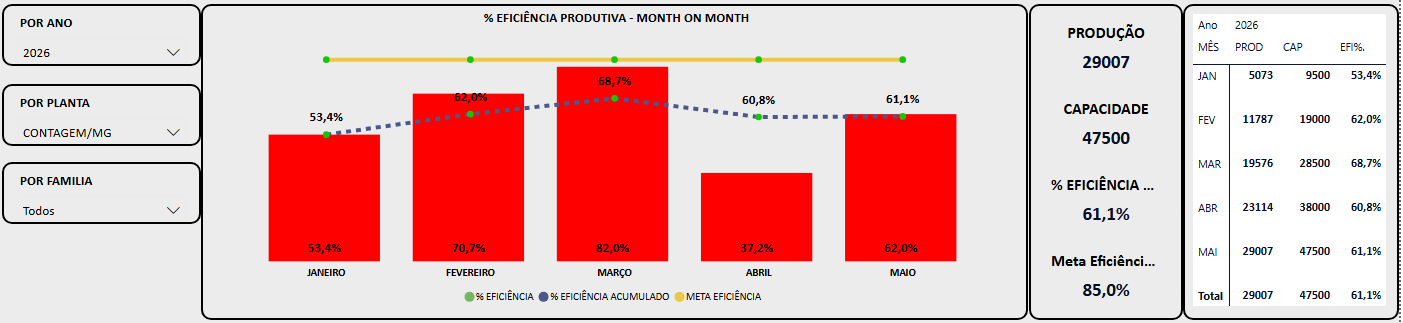 POR ANO
2026
POR PLANTA
CONTAGEM/MG
POR FAMILIA
Todos
% EFICIÊNCIA PRODUTIVA - MONTH ON MONTH
53,4%
62,0%
68,7%
60,8%
61,1%
53,4%
70,7%
82,0%
37,2%
62,0%
JANEIRO
FEVEREIRO
MARÇO
ABRIL
MAIO
% EFICIÊNCIA % EFICIÊNCIA ACUMULADO META EFICIÊNCIA
PRODUÇÃO
29007
CAPACIDADE
47500
% EFICIÊNCIA ...
61,1%
Meta Eficiênci...
85,0%
Ano 2026
MÊS PROD CAP EFI%.
JAN 5073 9500 53,4%
FEV 11787 19000 62,0%
MAR 19576 28500 68,7%
ABR 23114 38000 60,8%
MAI 29007 47500 61,1%
Total 29007 47500 61,1%